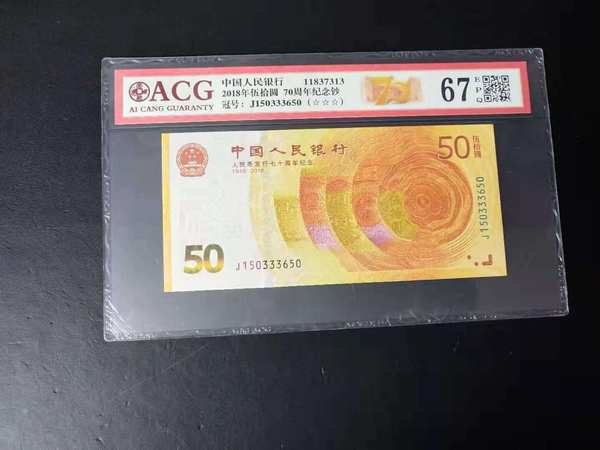 ACG
AI CANG GUARANTY
中国人民银行 11837313
2018年伍拾圆 70周年纪念钞
冠号：J150333650（☆☆☆）
70
67
EPQ
中国人民银行
人民币发行七十周年纪念
1948-2018
50 伍拾圆
J150333650
50
J150333650